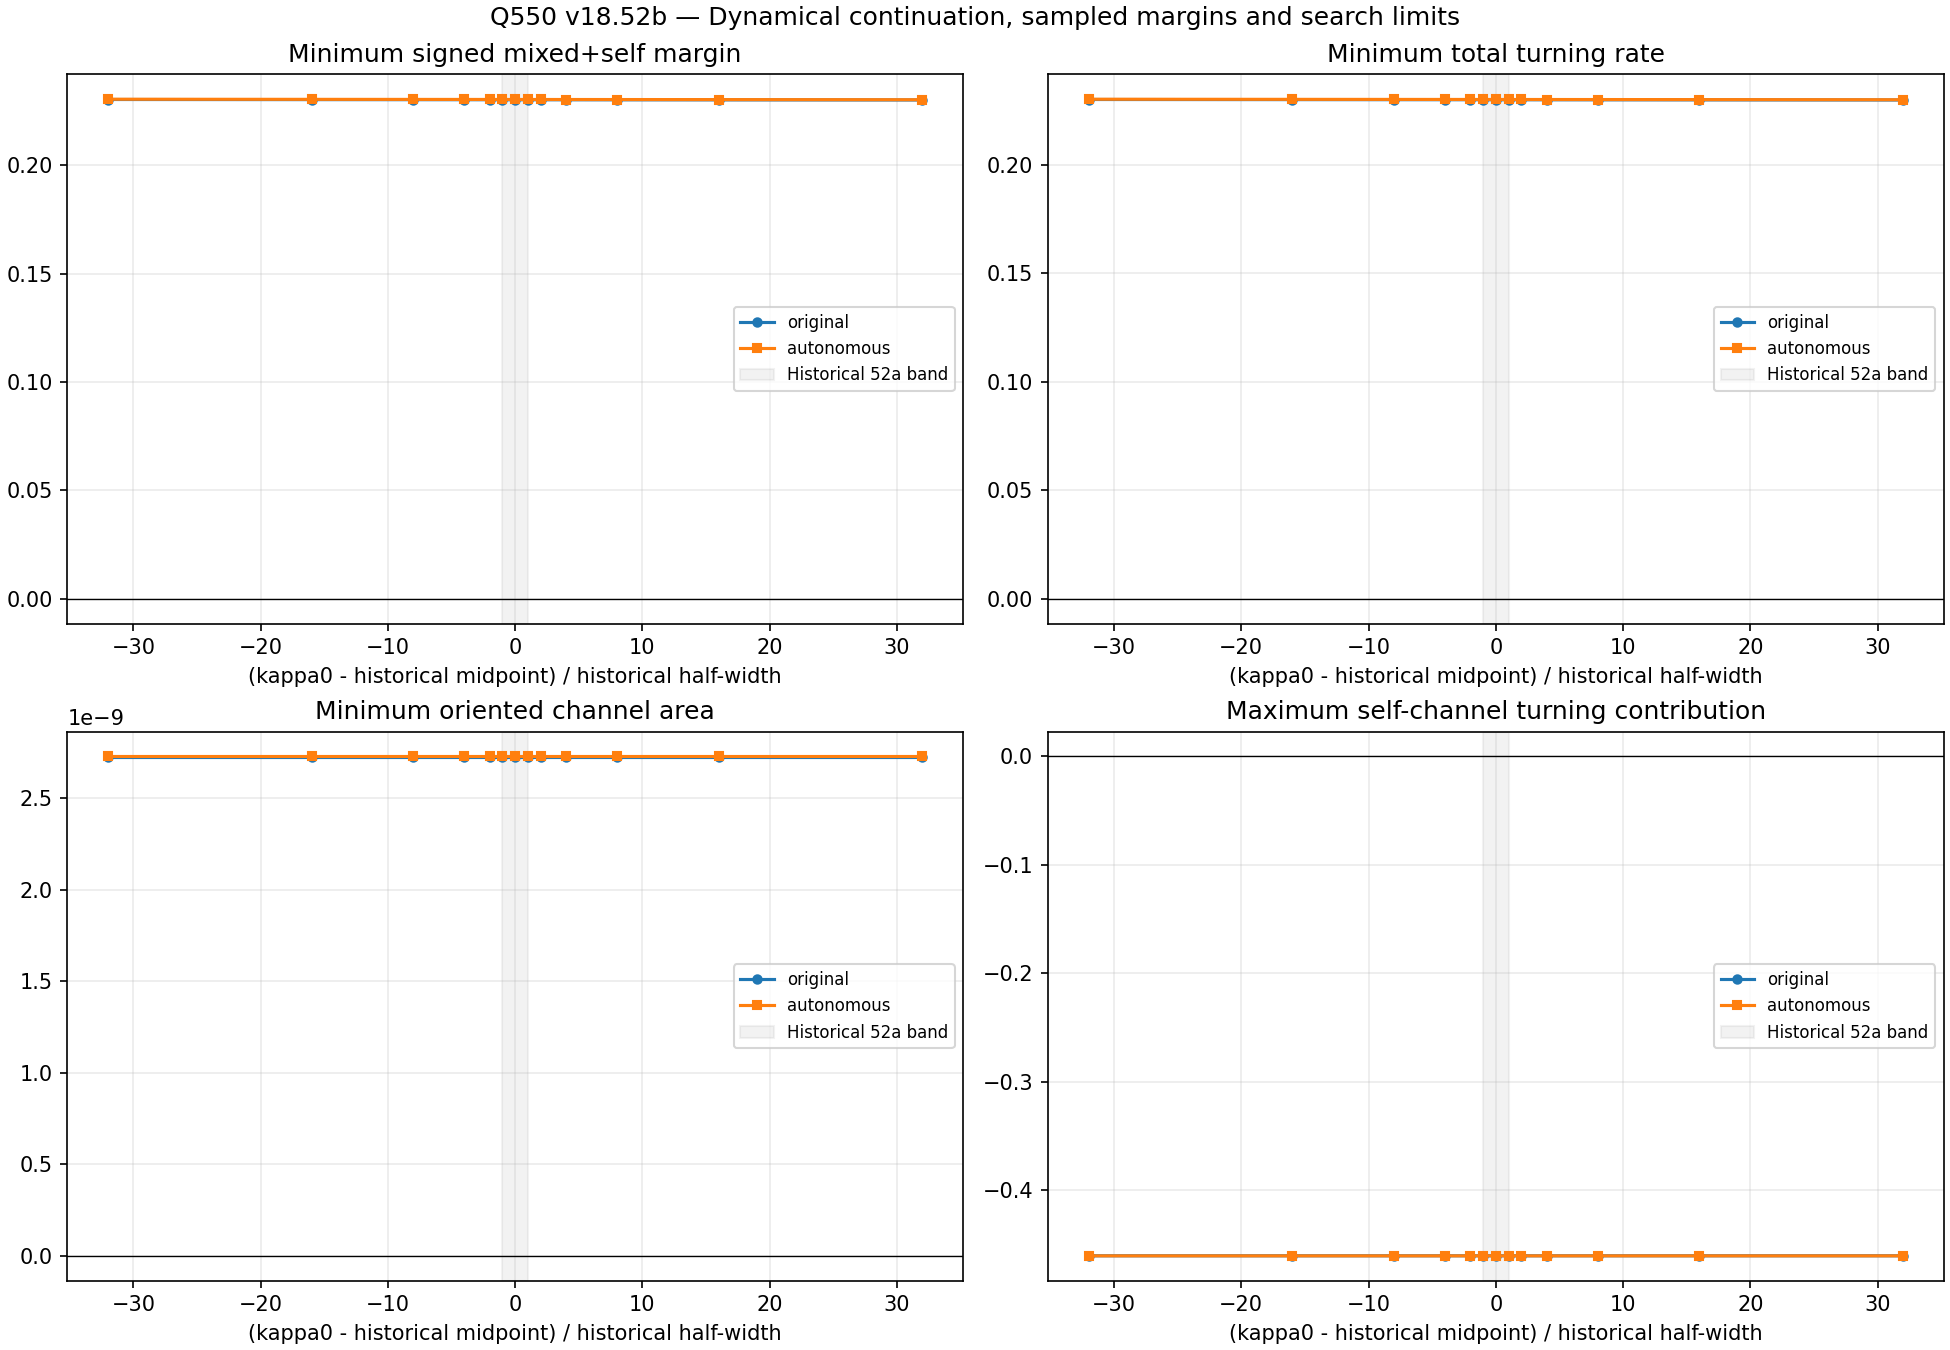 Q550 v18.52b — Dynamical continuation, sampled margins and search limits
Minimum signed mixed+self margin
0.20
0.15
0.10
0.05
0.00
original
autonomous
Historical 52a band
−30
−20
−10
0
10
20
30
(kappa0 - historical midpoint) / historical half-width
Minimum total turning rate
0.20
0.15
0.10
0.05
0.00
original
autonomous
Historical 52a band
−30
−20
−10
0
10
20
30
(kappa0 - historical midpoint) / historical half-width
1e−9
Minimum oriented channel area
2.5
2.0
1.5
1.0
0.5
0.0
original
autonomous
Historical 52a band
−30
−20
−10
0
10
20
30
(kappa0 - historical midpoint) / historical half-width
Maximum self-channel turning contribution
0.0
−0.1
−0.2
−0.3
−0.4
original
autonomous
Historical 52a band
−30
−20
−10
0
10
20
30
(kappa0 - historical midpoint) / historical half-width